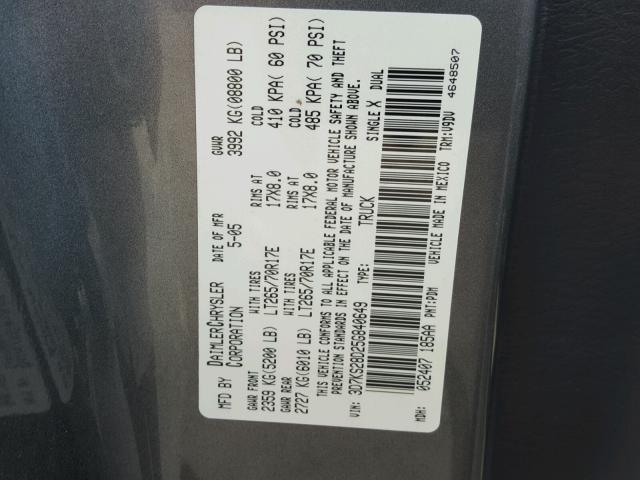 MFD BY DAIMLERCHRYSLER CORPORATION
DATE OF MFR 5-05
GVWR 3992 KG(08800 LB)
GAWR FRONT WITH TIRES RIMS AT COLD
2359 KG(5200 LB) LT265/70R17E 17X8.0 410 KPA( 60 PSI)
GAWR REAR WITH TIRES RIMS AT COLD
2727 KG(6010 LB) LT265/70R17E 17X8.0 485 KPA( 70 PSI)
THIS VEHICLE CONFORMS TO ALL APPLICABLE FEDERAL MOTOR VEHICLE SAFETY AND THEFT
PREVENTION STANDARDS IN EFFECT ON THE DATE OF MANUFACTURE SHOWN ABOVE.
VIN: 3D7KS28D25G840649 TYPE: TRUCK SINGLE X DUAL
VEHICLE MADE IN MEXICO 4648507
MDH: 052407 185AA PNT:PDM TRM:V9DV